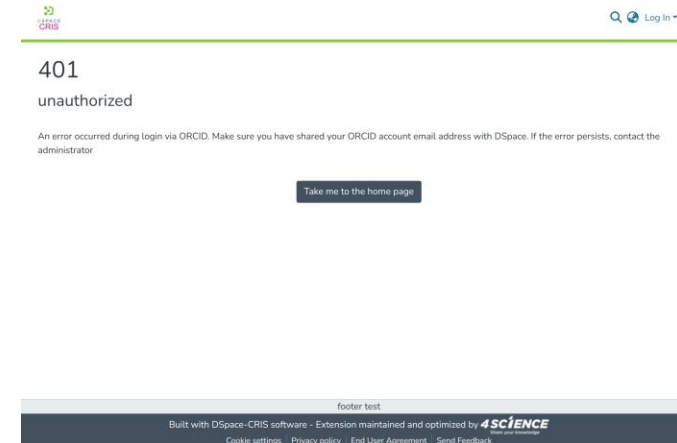 DSPACE
CRIS
Log In
401
unauthorized
An error occurred during login via ORCID. Make sure you have shared your ORCID account email address with DSpace. If the error persists, contact the
administrator
Take me to the home page
footer test
Built with DSpace-CRIS software - Extension maintained and optimized by 4SCIENCE
Share your knowledge
Cookie settings Privacy policy End User Agreement Send Feedback